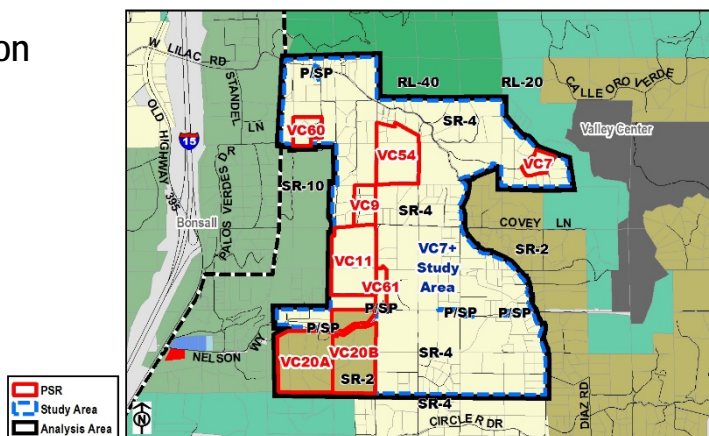 on
W LILAC RD
STANDEL
LN
OLD HIGHWAY 395
15
PALOS VERDES DR
Bonsall
P/SP
RL-40
RL-20
CALLE ORO VERDE
Valley Center
SR-4
VC60
VC54
VC7
SR-10
VC9
SR-4
COVEY LN
SR-2
VC11
VC7+
Study
Area
VC61
P/SP
P/SP
P/SP
P/SP
NELSON WY
VC20A
VC20B
SR-2
SR-4
SR-4
CIRCLE R DR
DIAZ RD
PSR
Study Area
Analysis Area
N